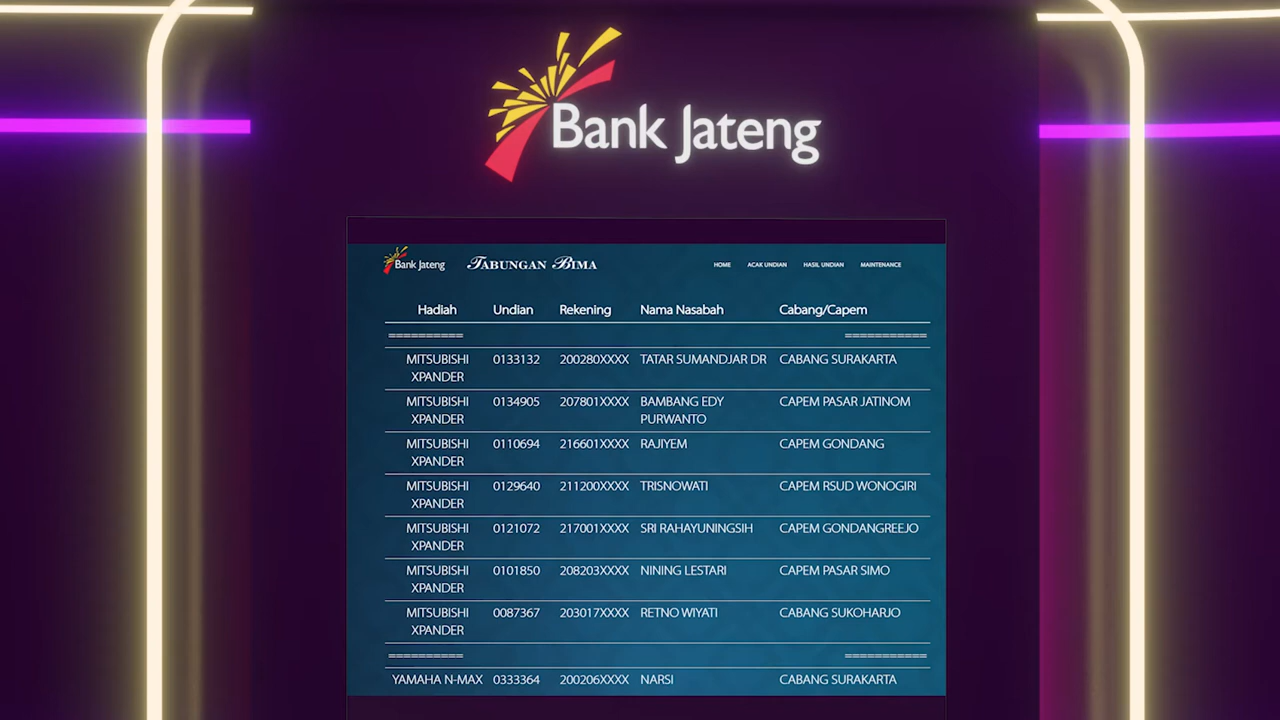 Bank Jateng
Bank Jateng TABUNGAN BIMA HOME ACAK UNDIAN HASIL UNDIAN MAINTENANCE
Hadiah Undian Rekening Nama Nasabah Cabang/Capem
========== ===========
MITSUBISHI XPANDER 0133132 200280XXXX TATAR SUMANDJAR DR CABANG SURAKARTA
MITSUBISHI XPANDER 0134905 207801XXXX BAMBANG EDY PURWANTO CAPEM PASAR JATINOM
MITSUBISHI XPANDER 0110694 216601XXXX RAJIYEM CAPEM GONDANG
MITSUBISHI XPANDER 0129640 211200XXXX TRISNOWATI CAPEM RSUD WONOGIRI
MITSUBISHI XPANDER 0121072 217001XXXX SRI RAHAYUNINGSIH CAPEM GONDANGREEJO
MITSUBISHI XPANDER 0101850 208203XXXX NINING LESTARI CAPEM PASAR SIMO
MITSUBISHI XPANDER 0087367 203017XXXX RETNO WIYATI CABANG SUKOHARJO
========== ===========
YAMAHA N-MAX 0333364 200206XXXX NARSI CABANG SURAKARTA